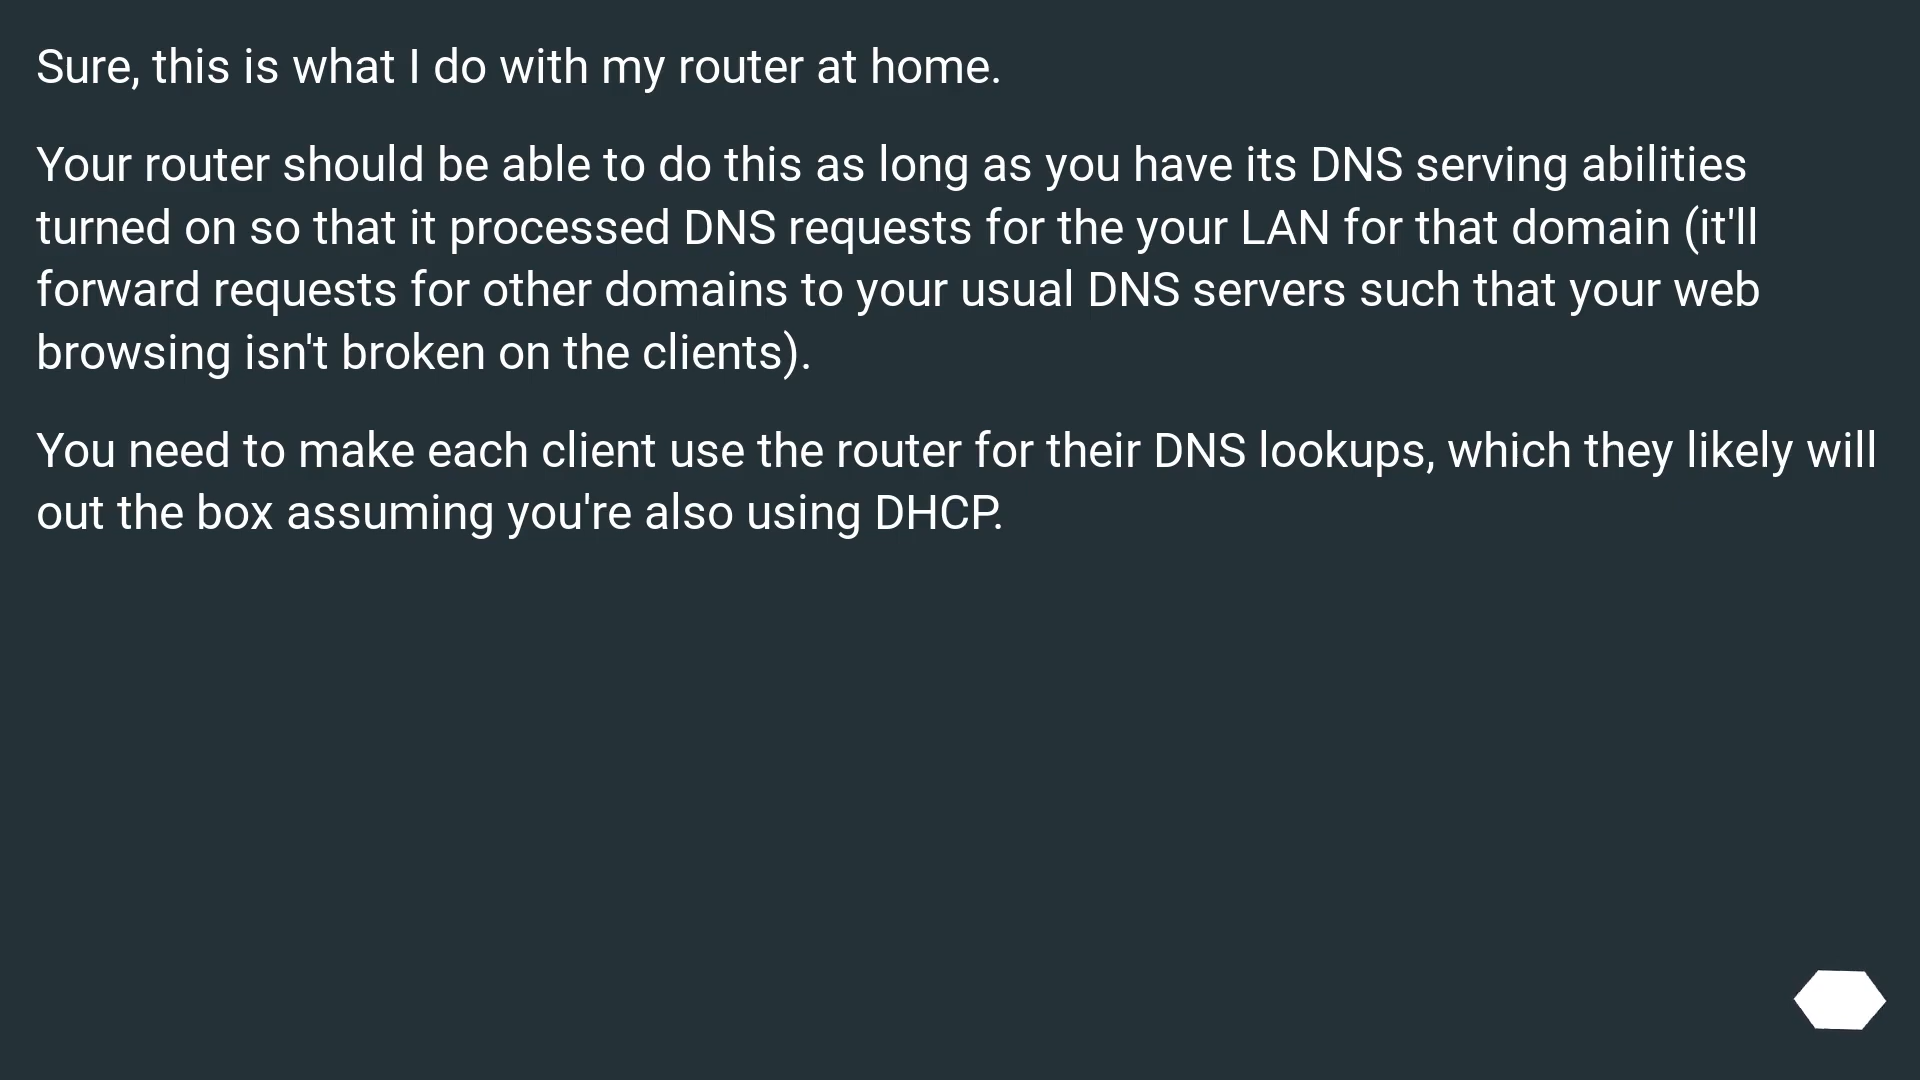 Sure, this is what I do with my router at home.
Your router should be able to do this as long as you have its DNS serving abilities
turned on so that it processed DNS requests for the your LAN for that domain (it'll
forward requests for other domains to your usual DNS servers such that your web
browsing isn't broken on the clients).
You need to make each client use the router for their DNS lookups, which they likely will
out the box assuming you're also using DHCP.